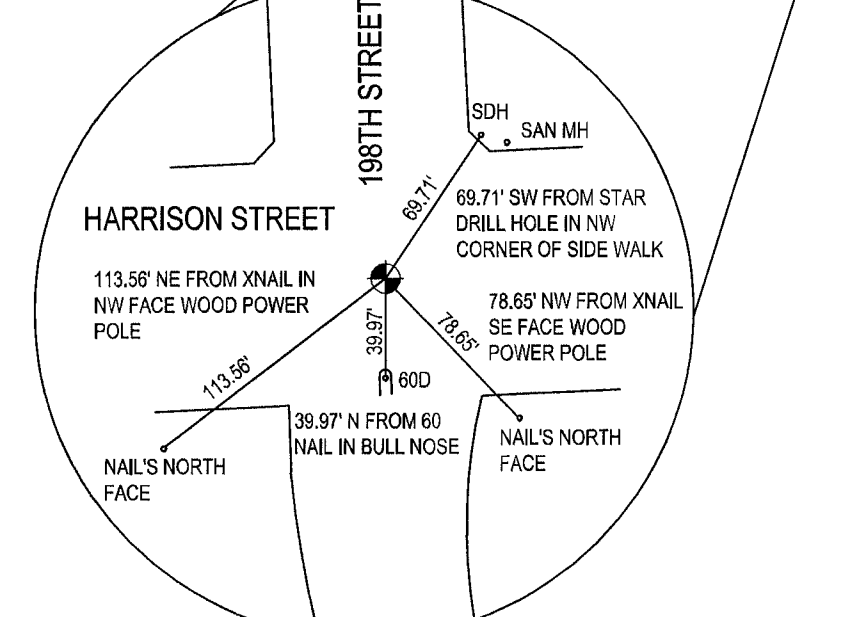 198TH STREET
SDH
SAN MH
69.71'
69.71' SW FROM STAR
DRILL HOLE IN NW
CORNER OF SIDE WALK
HARRISON STREET
113.56' NE FROM XNAIL IN
NW FACE WOOD POWER
POLE
78.65' NW FROM XNAIL
SE FACE WOOD
POWER POLE
39.97'
78.65'
113.56'
60D
39.97' N FROM 60
NAIL IN BULL NOSE
NAIL'S NORTH
FACE
NAIL'S NORTH
FACE